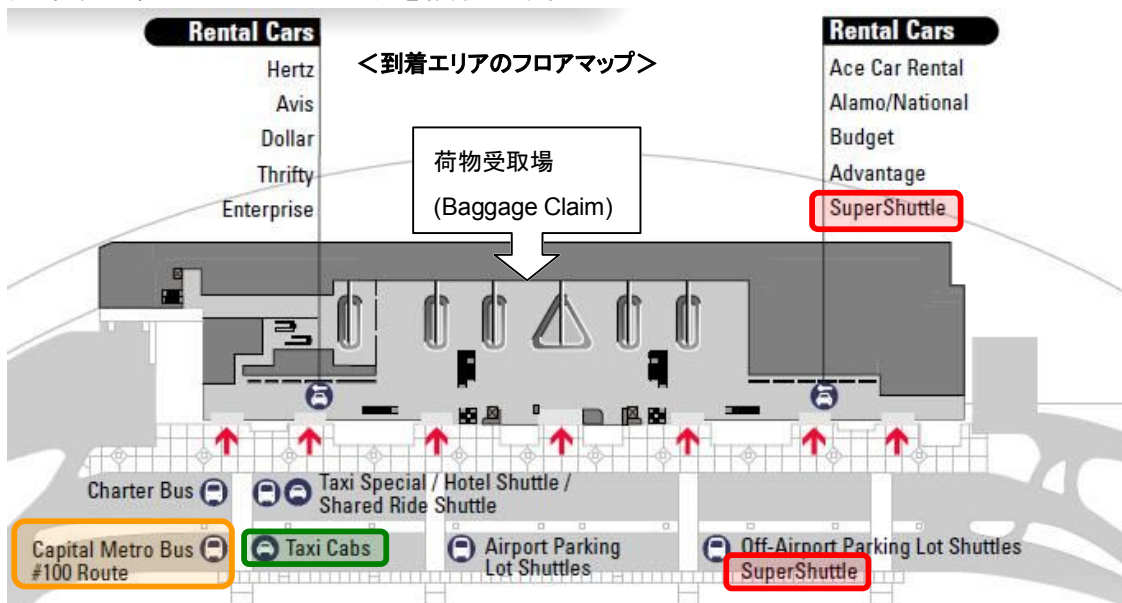 Rental Cars
Hertz
Avis
Dollar
Thrifty
Enterprise
＜到着エリアのフロアマップ＞
荷物受取場
(Baggage Claim)
Rental Cars
Ace Car Rental
Alamo/National
Budget
Advantage
SuperShuttle
Charter Bus
Taxi Special / Hotel Shuttle /
Shared Ride Shuttle
Capital Metro Bus
#100 Route
Taxi Cabs
Airport Parking
Lot Shuttles
Off-Airport Parking Lot Shuttles
SuperShuttle